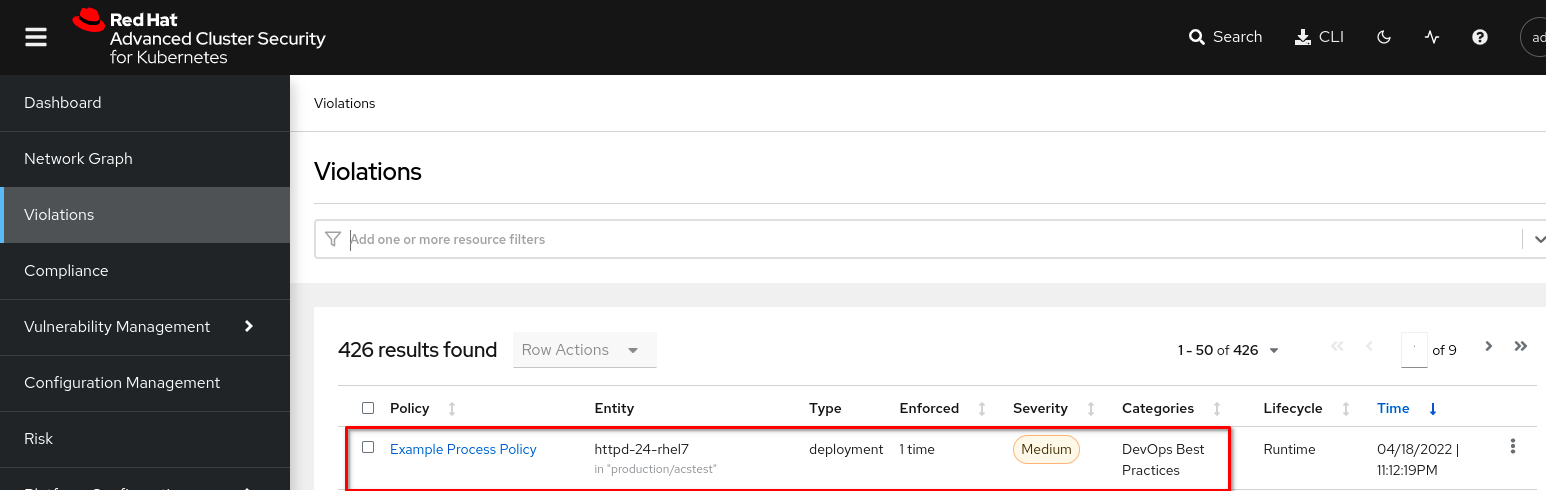 Red Hat
Advanced Cluster Security
for Kubernetes
Search
CLI
ad
Dashboard
Network Graph
Violations
Compliance
Vulnerability Management
Configuration Management
Risk
Violations
Violations
Add one or more resource filters
426 results found
Row Actions
1 - 50 of 426
of 9
Policy Entity Type Enforced Severity Categories Lifecycle Time
Example Process Policy httpd-24-rhel7 deployment 1 time Medium DevOps Best Runtime 04/18/2022 |
in "production/acstest" Practices 11:12:19PM